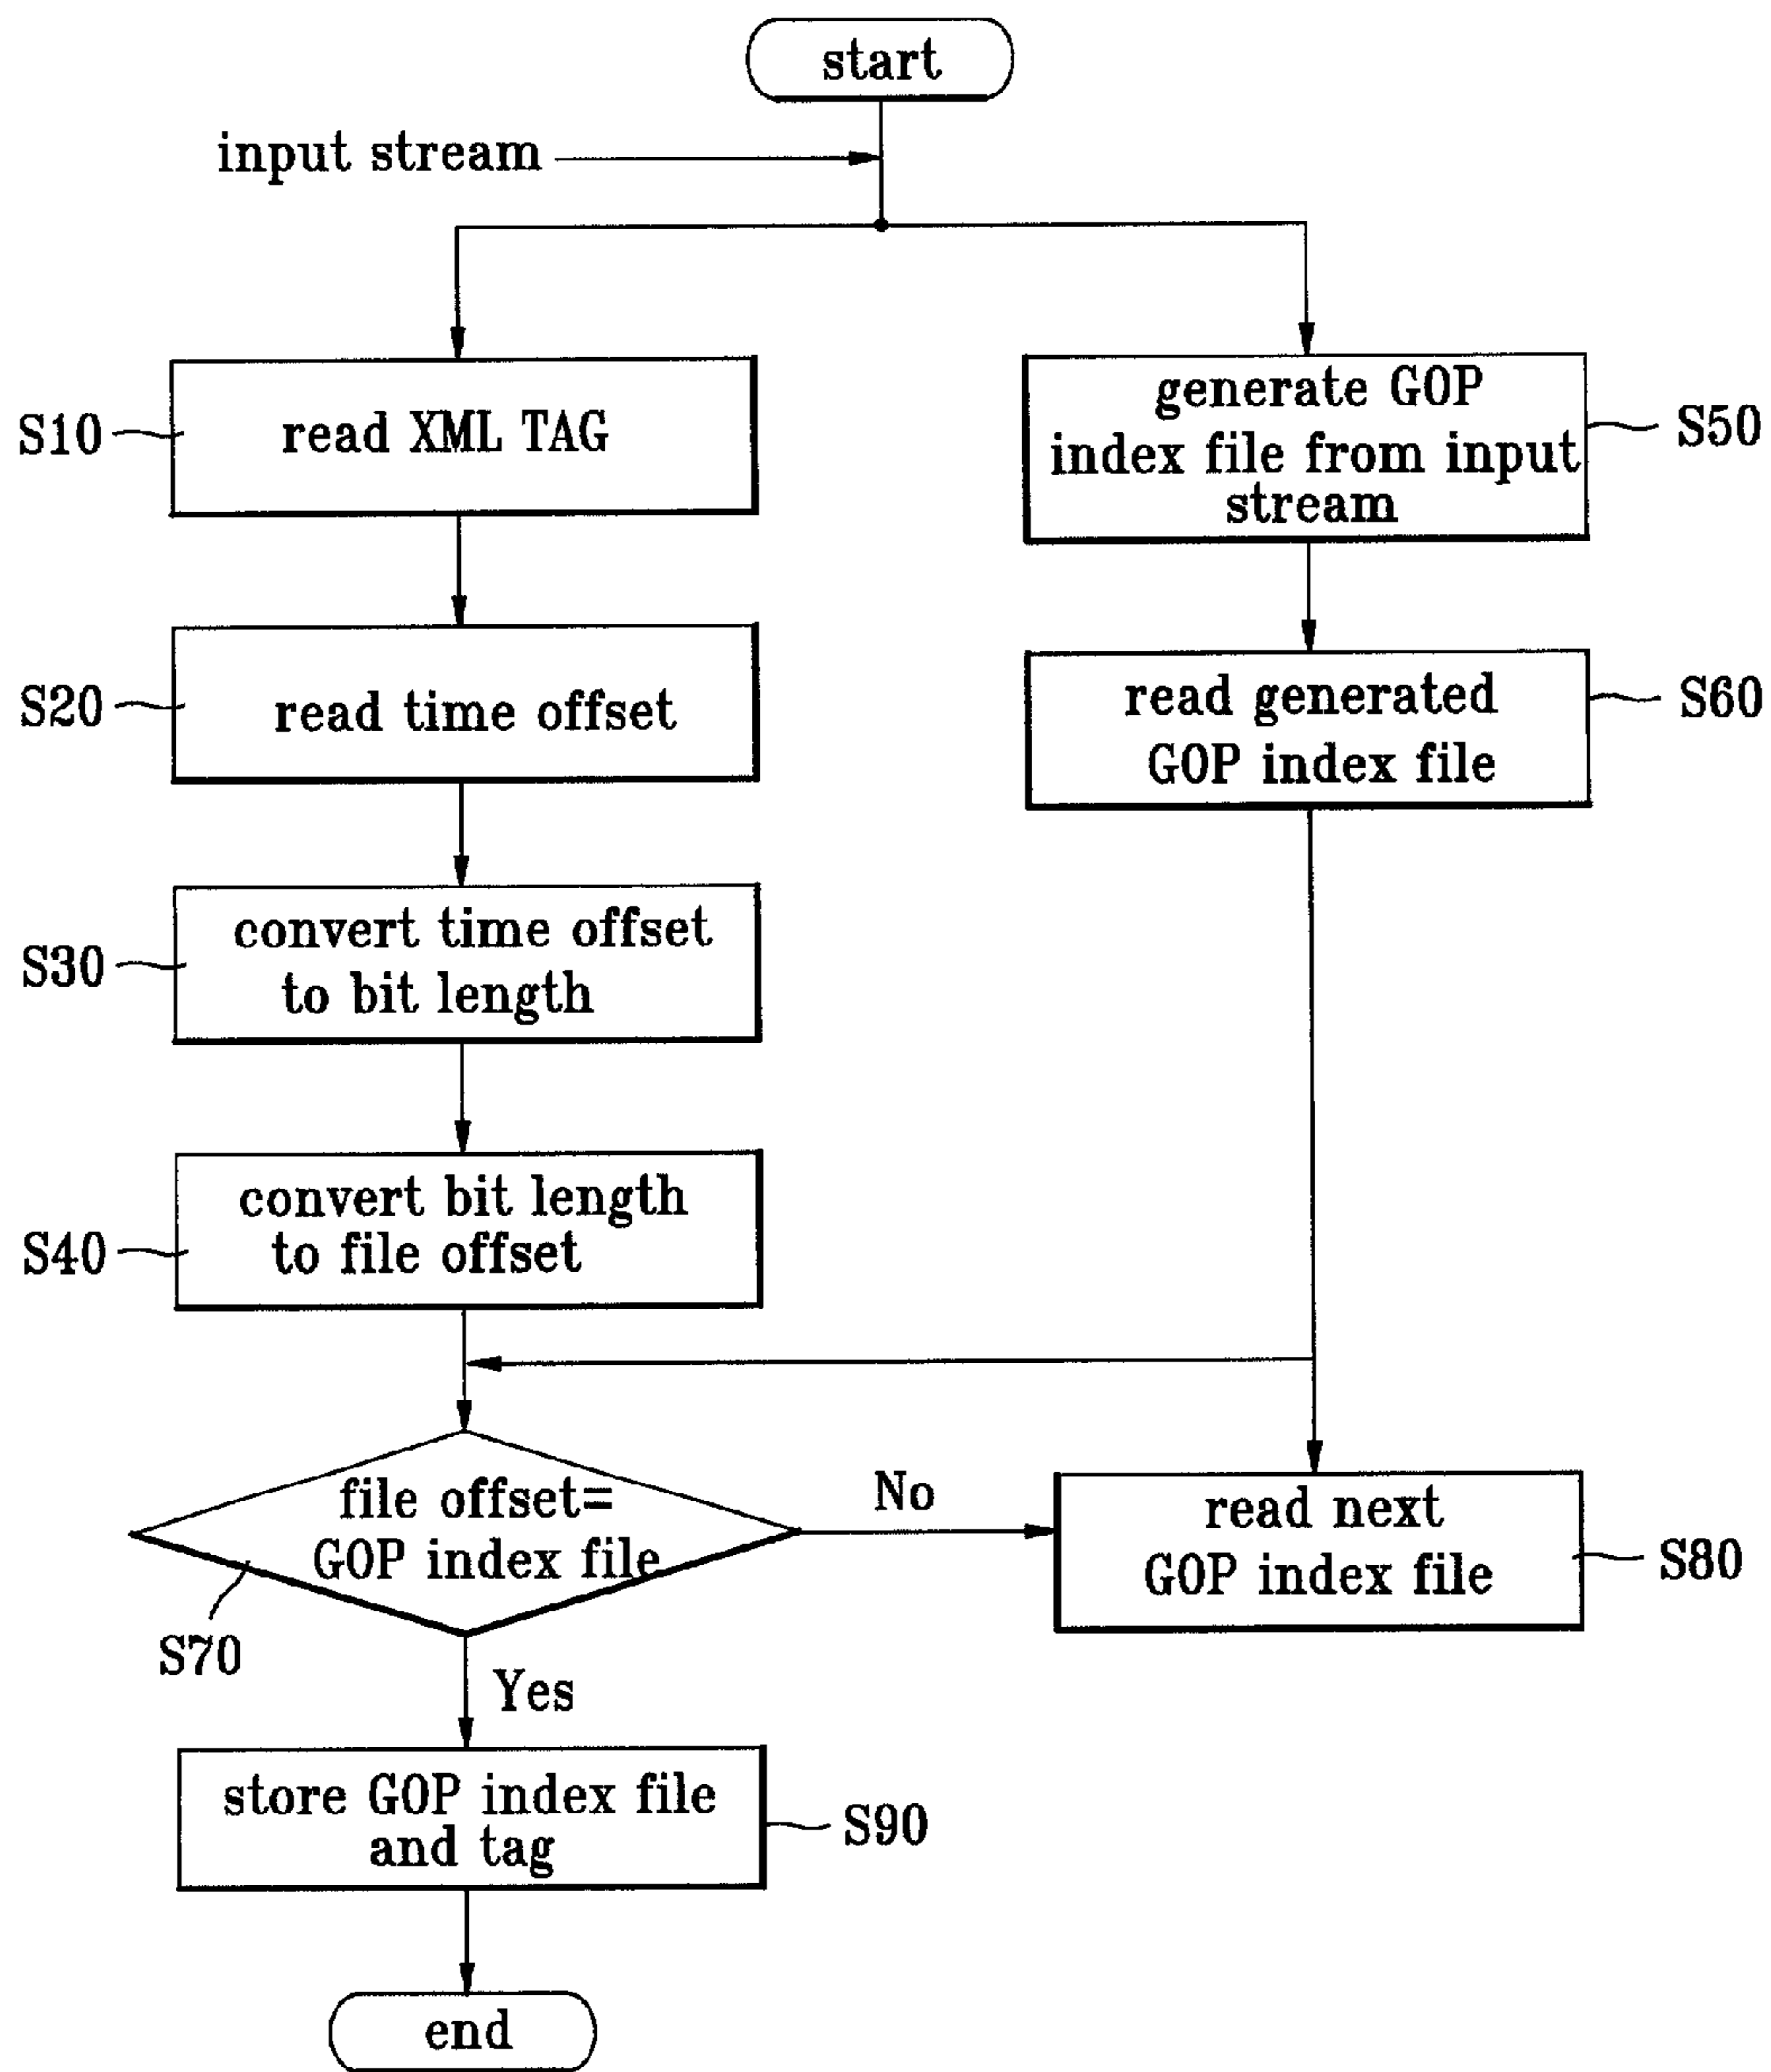 start
input stream
S10
read XML TAG
generate GOP
index file from input
stream
S50
S20
read time offset
read generated
GOP index file
S60
S30
convert time offset
to bit length
S40
convert bit length
to file offset
file offset=
GOP index file
S70
No
read next
GOP index file
S80
Yes
store GOP index file
and tag
S90
end